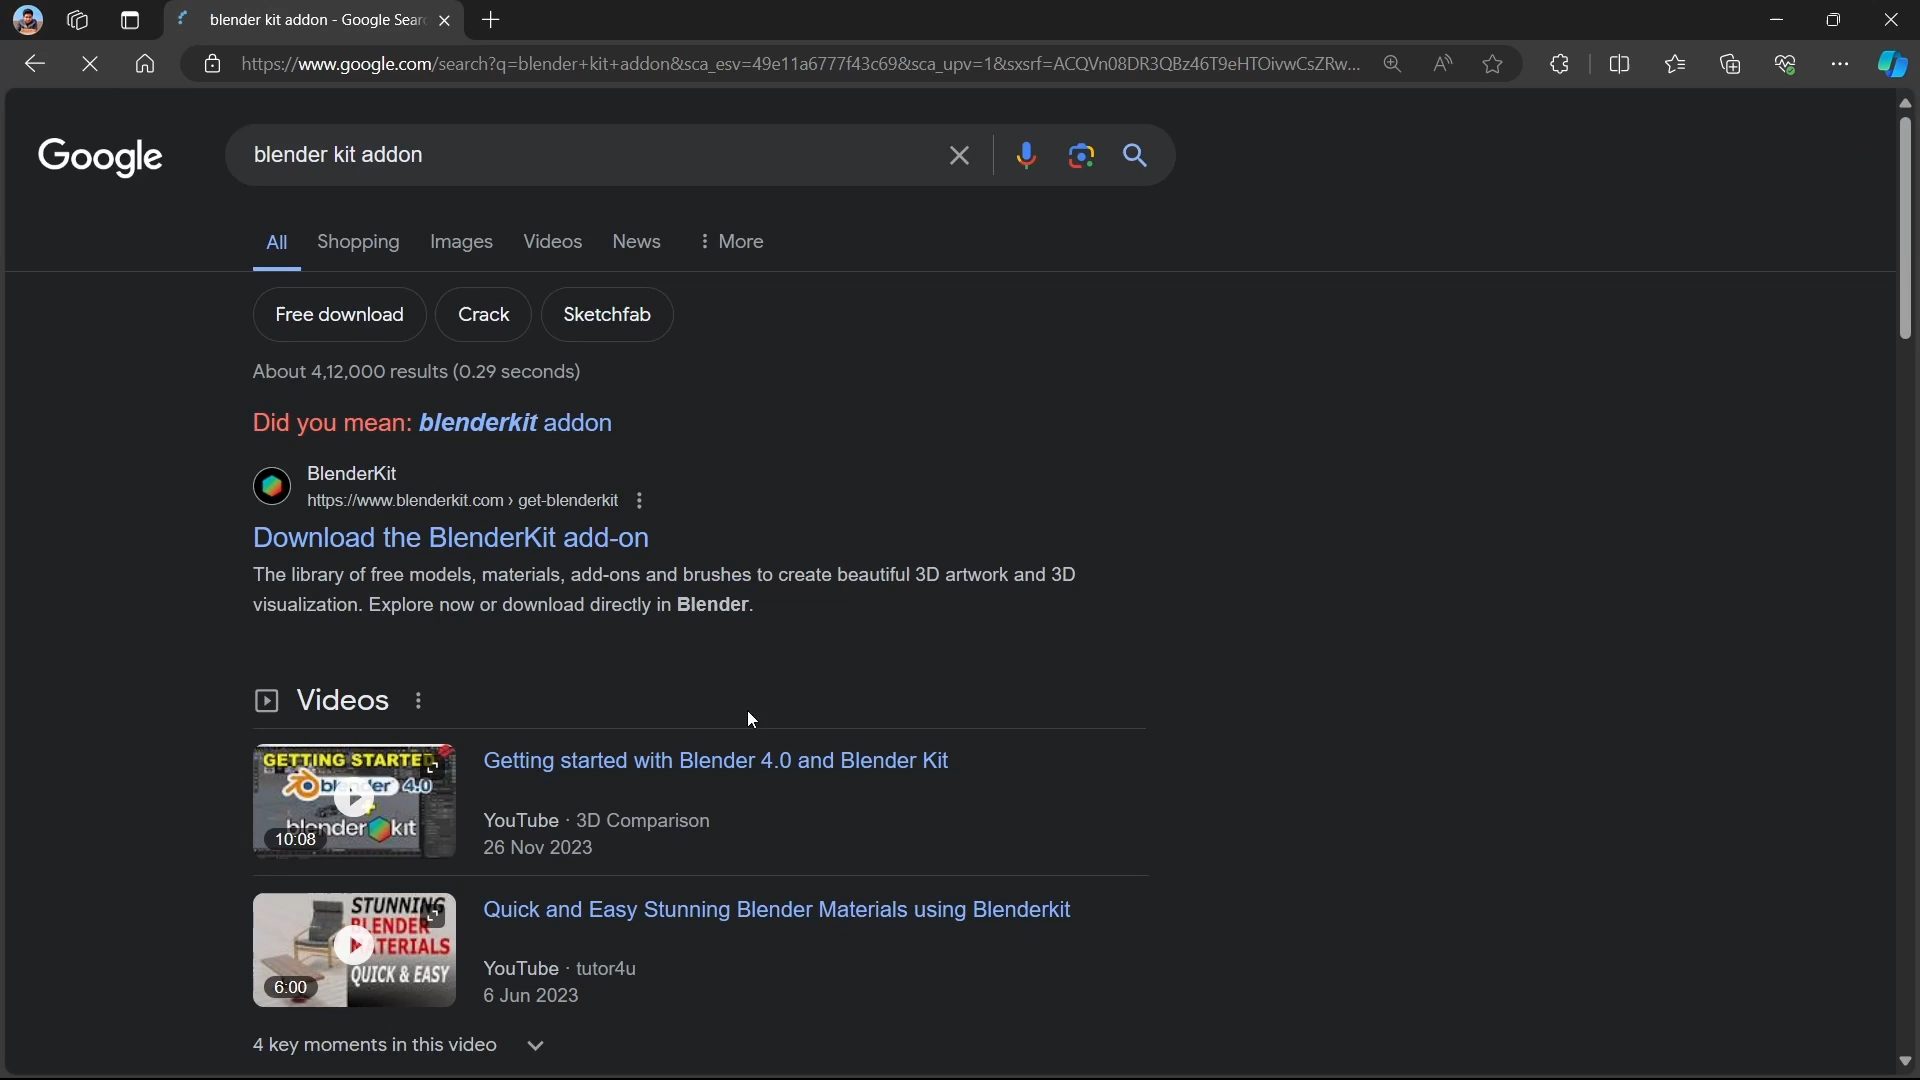 blender kit addon - Google Sear
https://www.google.com/search?q=blender+kit+addon&sca_esv=49e11a6777f43c69&sca_upv=1&sxsrf=ACQVn08DR3QBz46T9eHTOivwCsZRw...
Google
blender kit addon
All Shopping Images Videos News More
Free download Crack Sketchfab
About 4,12,000 results (0.29 seconds)
Did you mean: blenderkit addon
BlenderKit
https://www.blenderkit.com › get-blenderkit
Download the BlenderKit add-on
The library of free models, materials, add-ons and brushes to create beautiful 3D artwork and 3D
visualization. Explore now or download directly in Blender.
Videos
GETTING STARTED
blender 4.0
blenderkit
10:08
Getting started with Blender 4.0 and Blender Kit
YouTube · 3D Comparison
26 Nov 2023
STUNNING
BLENDER
MATERIALS
QUICK & EASY
6:00
Quick and Easy Stunning Blender Materials using Blenderkit
YouTube · tutor4u
6 Jun 2023
4 key moments in this video